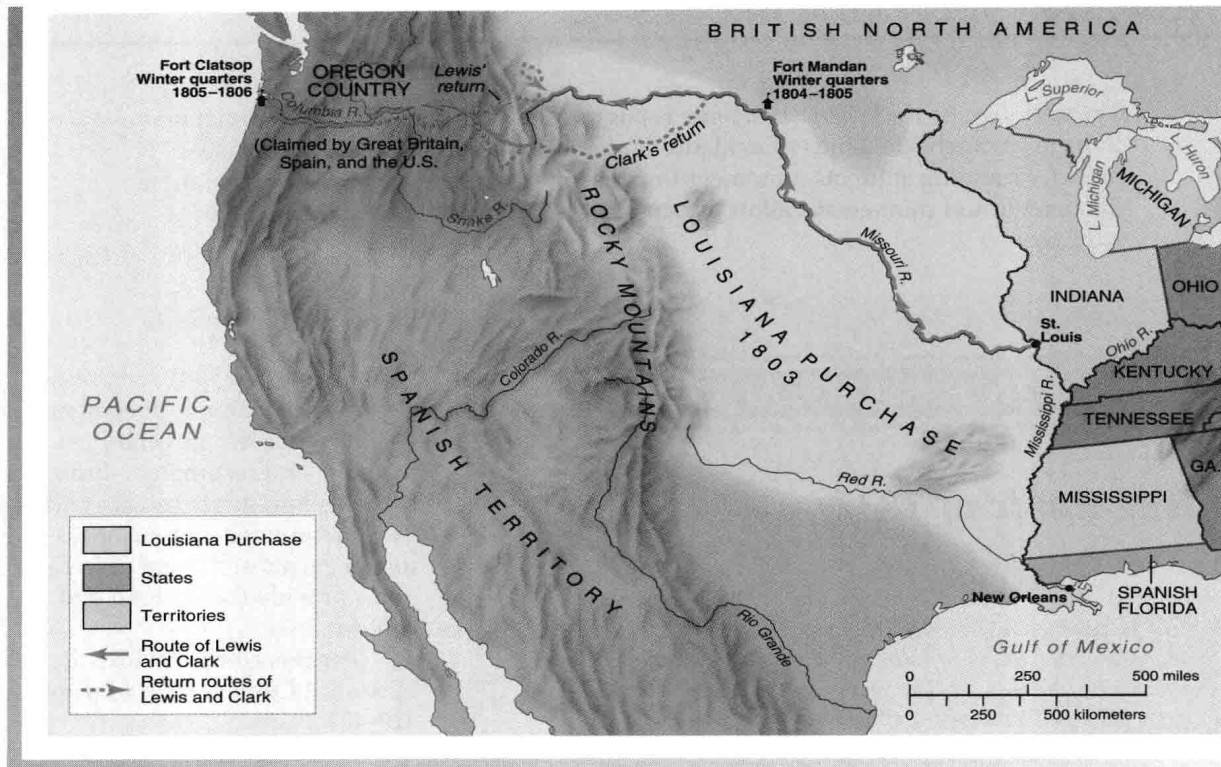 BRITISH NORTH AMERICA
Fort Clatsop
Winter quarters
1805–1806
OREGON
COUNTRY
Lewis'
return
Fort Mandan
Winter quarters
1804–1805
Columbia R.
(Claimed by Great Britain,
Spain, and the U.S.
Clark's return
Snake R.
L. Superior
L. Michigan
Huron
MICHIGAN
ROCKY MOUNTAINS
LOUISIANA PURCHASE
1803
Missouri R.
INDIANA
OHIO
St.
Louis
Ohio R.
KENTUCKY
Colorado R.
Mississippi R.
TENNESSEE
PACIFIC
OCEAN
SPANISH TERRITORY
GA.
Red R.
MISSISSIPPI
New Orleans
SPANISH
FLORIDA
Rio Grande
Gulf of Mexico
Louisiana Purchase
States
Territories
Route of Lewis
and Clark
Return routes of
Lewis and Clark
0 250 500 miles
0 250 500 kilometers